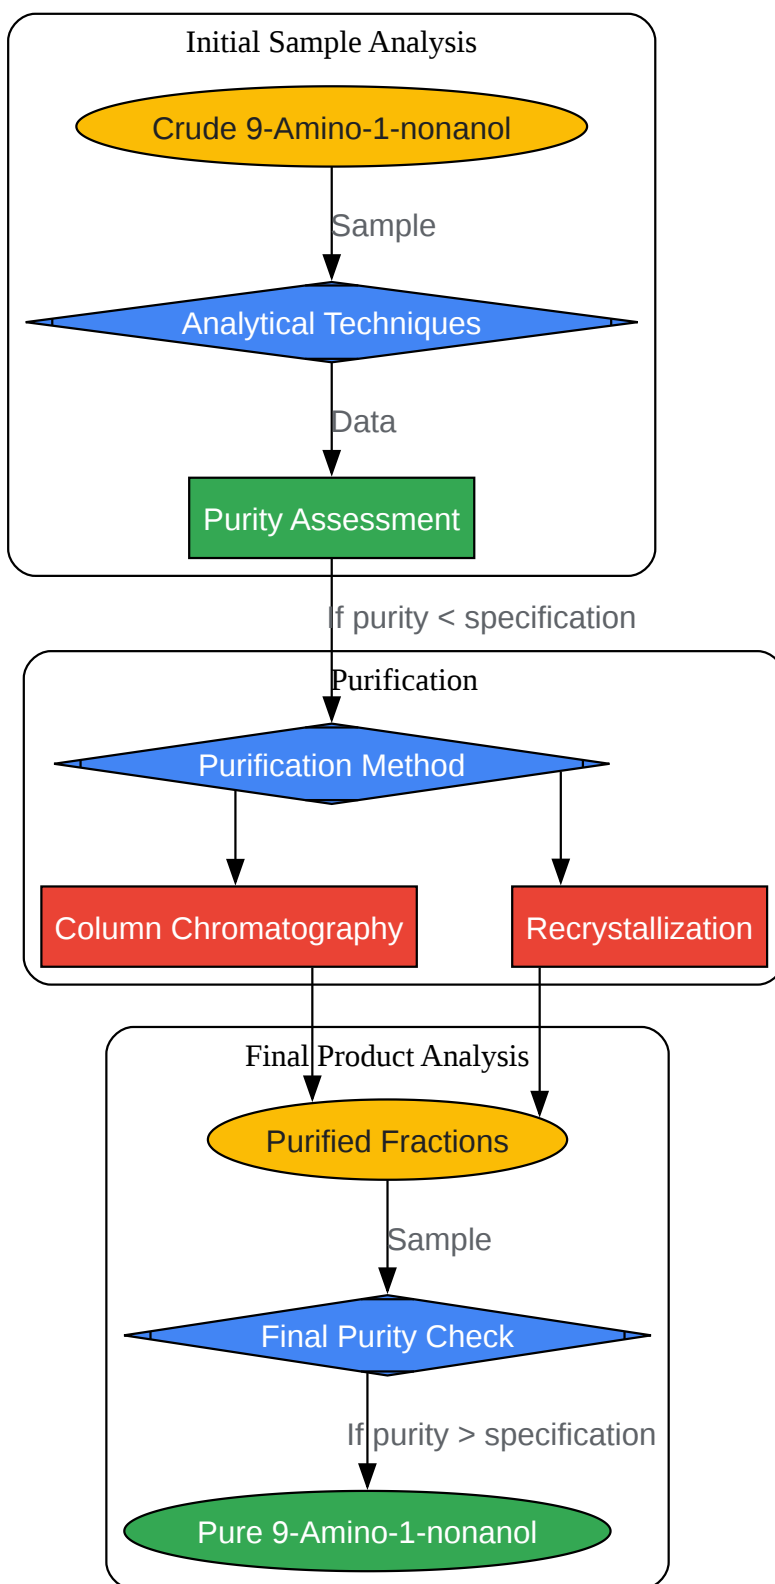 Initial Sample Analysis
Crude 9-Amino-1-nonanol
Sample
Analytical Techniques
Data
Purity Assessment
If purity < specification
Purification
Purification Method
Column Chromatography
Recrystallization
Final Product Analysis
Purified Fractions
Sample
Final Purity Check
If purity > specification
Pure 9-Amino-1-nonanol